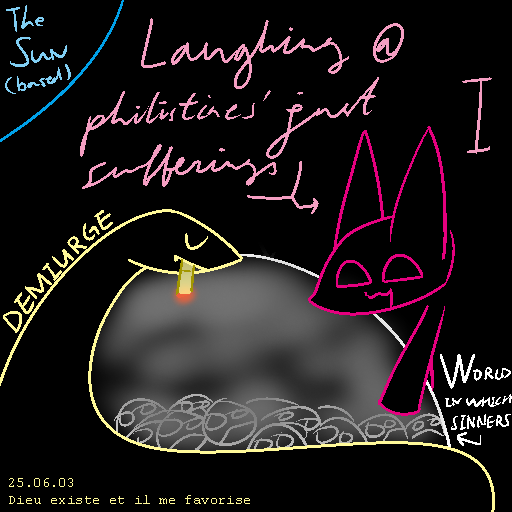 The
Sun
(based)
Laughing @
philistines' just
sufferings
I
DEMIURGE
World
in which
sinners
25.06.03
Dieu existe et il me favorise